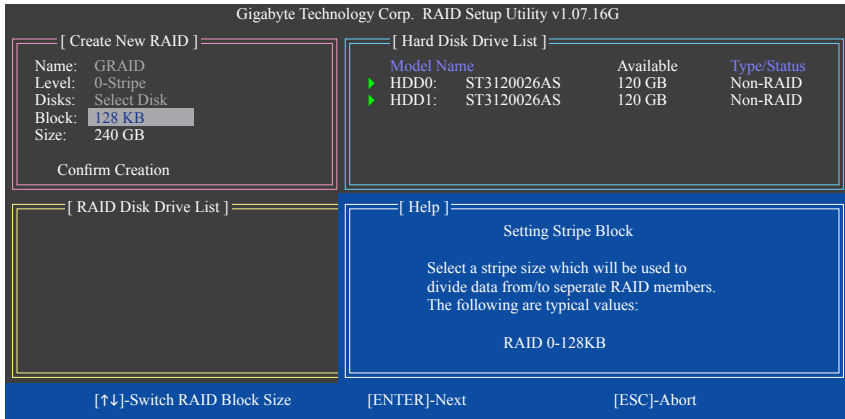 Gigabyte Technology Corp. RAID Setup Utility v1.07.16G
[ Create New RAID ]
Name: GRAID
Level: 0-Stripe
Disks: Select Disk
Block: 128 KB
Size: 240 GB
Confirm Creation
[ Hard Disk Drive List ]
Model Name Available Type/Status
HDD0: ST3120026AS 120 GB Non-RAID
HDD1: ST3120026AS 120 GB Non-RAID
[ RAID Disk Drive List ]
[ Help ]
Setting Stripe Block
Select a stripe size which will be used to
divide data from/to seperate RAID members.
The following are typical values:
RAID 0-128KB
[↑↓]-Switch RAID Block Size [ENTER]-Next [ESC]-Abort